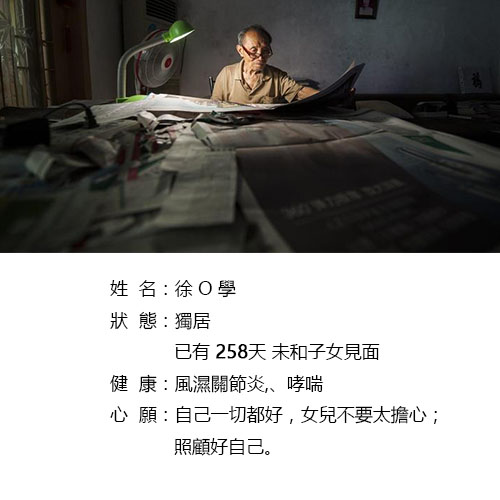 姓 名：徐 O 學
狀 態：獨居
已有 258天 未和子女見面
健 康：風濕關節炎,、哮喘
心 願：自己一切都好，女兒不要太擔心；
照顧好自己。